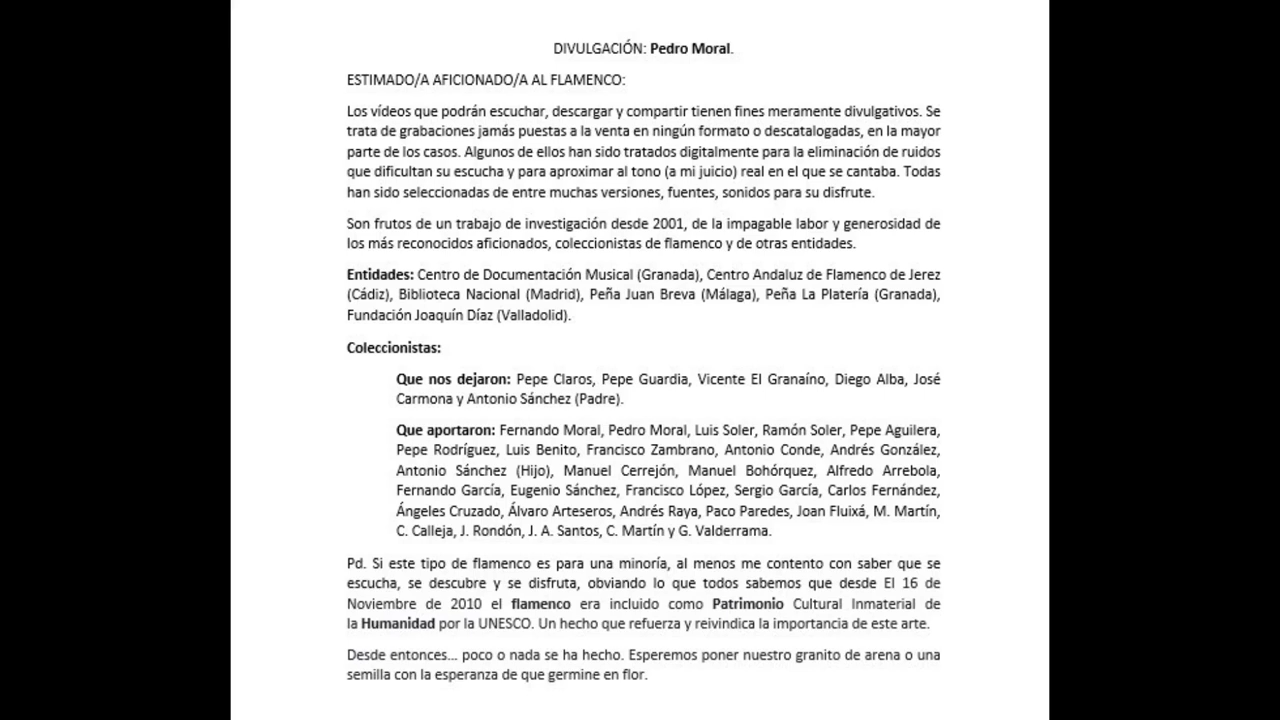 DIVULGACIÓN: Pedro Moral.
ESTIMADO/A AFICIONADO/A AL FLAMENCO:
Los vídeos que podrán escuchar, descargar y compartir tienen fines meramente divulgativos. Se
trata de grabaciones jamás puestas a la venta en ningún formato o descatalogadas, en la mayor
parte de los casos. Algunos de ellos han sido tratados digitalmente para la eliminación de ruidos
que dificultan su escucha y para aproximar al tono (a mi juicio) real en el que se cantaba. Todas
han sido seleccionadas de entre muchas versiones, fuentes, sonidos para su disfrute.
Son frutos de un trabajo de investigación desde 2001, de la impagable labor y generosidad de
los más reconocidos aficionados, coleccionistas de flamenco y de otras entidades.
Entidades: Centro de Documentación Musical (Granada), Centro Andaluz de Flamenco de Jerez
(Cádiz), Biblioteca Nacional (Madrid), Peña Juan Breva (Málaga), Peña La Platería (Granada),
Fundación Joaquín Díaz (Valladolid).
Coleccionistas:
Que nos dejaron: Pepe Claros, Pepe Guardia, Vicente El Granaíno, Diego Alba, José
Carmona y Antonio Sánchez (Padre).
Que aportaron: Fernando Moral, Pedro Moral, Luis Soler, Ramón Soler, Pepe Aguilera,
Pepe Rodríguez, Luis Benito, Francisco Zambrano, Antonio Conde, Andrés González,
Antonio Sánchez (Hijo), Manuel Cerrejón, Manuel Bohórquez, Alfredo Arrebola,
Fernando García, Eugenio Sánchez, Francisco López, Sergio García, Carlos Fernández,
Ángeles Cruzado, Álvaro Arteseros, Andrés Raya, Paco Paredes, Joan Fluixá, M. Martín,
C. Calleja, J. Rondón, J. A. Santos, C. Martín y G. Valderrama.
Pd. Si este tipo de flamenco es para una minoría, al menos me contento con saber que se
escucha, se descubre y se disfruta, obviando lo que todos sabemos que desde El 16 de
Noviembre de 2010 el flamenco era incluido como Patrimonio Cultural Inmaterial de
la Humanidad por la UNESCO. Un hecho que refuerza y reivindica la importancia de este arte.
Desde entonces... poco o nada se ha hecho. Esperemos poner nuestro granito de arena o una
semilla con la esperanza de que germine en flor.